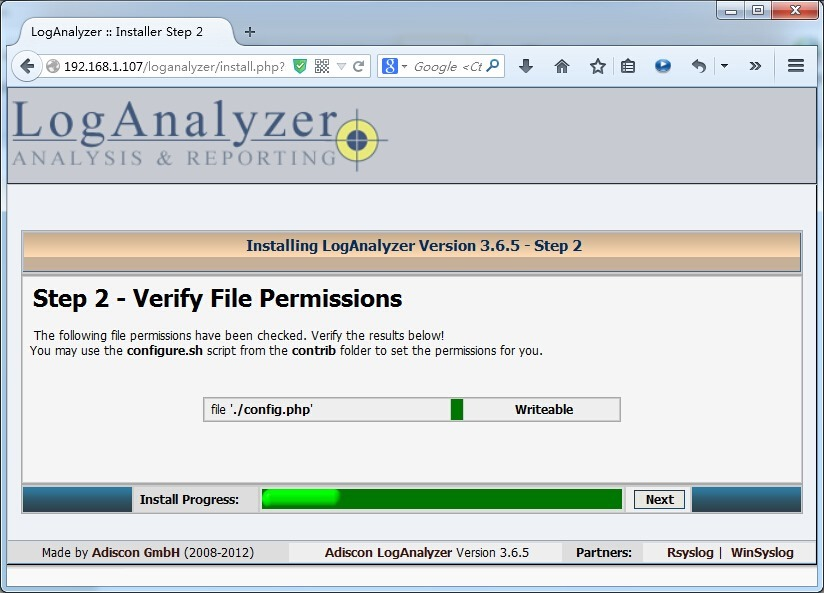 LogAnalyzer :: Installer Step 2
192.168.1.107/loganalyzer/install.php?
Google <Ct
LogAnalyzer
ANALYSIS & REPORTING
Installing LogAnalyzer Version 3.6.5 - Step 2
Step 2 - Verify File Permissions
The following file permissions have been checked. Verify the results below!
You may use the configure.sh script from the contrib folder to set the permissions for you.
file './config.php' Writeable
Install Progress: Next
Made by Adiscon GmbH (2008-2012) Adiscon LogAnalyzer Version 3.6.5 Partners: Rsyslog | WinSyslog